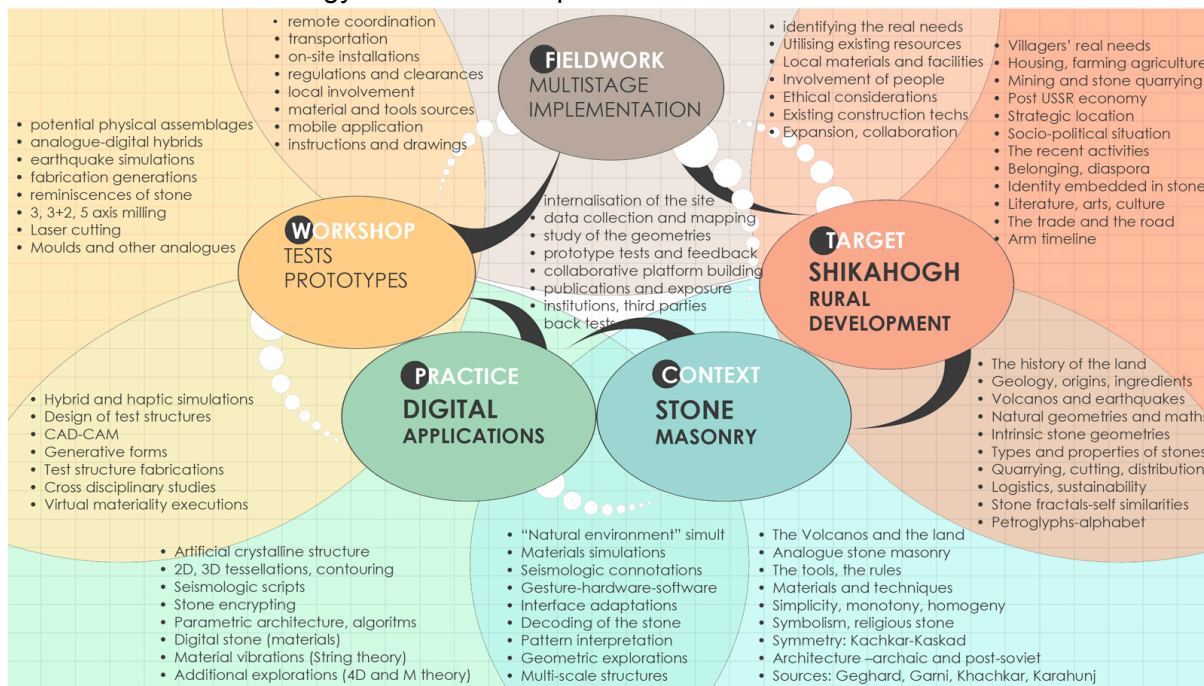 • remote coordination
• transportation
• on-site installations
• regulations and clearances
• local involvement
• material and tools sources
• mobile application
• instructions and drawings
FIELDWORK
MULTISTAGE
IMPLEMENTATION
• identifying the real needs
• Utilising existing resources
• Local materials and facilities
• Involvement of people
• Ethical considerations
• Existing construction techs
• Expansion, collaboration
• Villagers' real needs
• Housing, farming agriculture
• Mining and stone quarrying
• Post USSR economy
• Strategic location
• Socio-political situation
• The recent activities
• Belonging, diaspora
• Identity embedded in stone
• Literature, arts, culture
• The trade and the road
• Arm timeline
• potential physical assemblages
• analogue-digital hybrids
• earthquake simulations
• fabrication generations
• reminiscences of stone
• 3, 3+2, 5 axis milling
• Laser cutting
• Moulds and other analogues
WORKSHOP
TESTS
PROTOTYPES
internalisation of the site
• data collection and mapping
• study of the geometries
• prototype tests and feedback
• collaborative platform building
• publications and exposure
• institutions, third parties
back tests
TARGET
SHIKAHOGH
RURAL
DEVELOPMENT
PRACTICE
DIGITAL
APPLICATIONS
CONTEXT
STONE
MASONRY
• Hybrid and haptic simulations
• Design of test structures
• CAD-CAM
• Generative forms
• Test structure fabrications
• Cross disciplinary studies
• Virtual materiality executions
• The history of the land
• Geology, origins, ingredients
• Volcanos and earthquakes
• Natural geometries and maths
• Intrinsic stone geometries
• Types and properties of stones
• Quarrying, cutting, distribution
• Logistics, sustainability
• Stone fractals-self similarities
• Petroglyphs-alphabet
• Artificial crystalline structure
• 2D, 3D tessellations, contouring
• Seismologic scripts
• Stone encrypting
• Parametric architecture, algoritms
• Digital stone (materials)
• Material vibrations (String theory)
• Additional explorations (4D and M theory)
• "Natural environment" simult
• Materials simulations
• Seismologic connotations
• Gesture-hardware-software
• Interface adaptations
• Decoding of the stone
• Pattern interpretation
• Geometric explorations
• Multi-scale structures
• The Volcanos and the land
• Analogue stone masonry
• The tools, the rules
• Materials and techniques
• Simplicity, monotony, homogeny
• Symbolism, religious stone
• Symmetry: Kachkar-Kaskad
• Architecture –archaic and post-soviet
• Sources: Geghard, Garni, Khachkar, Karahunj